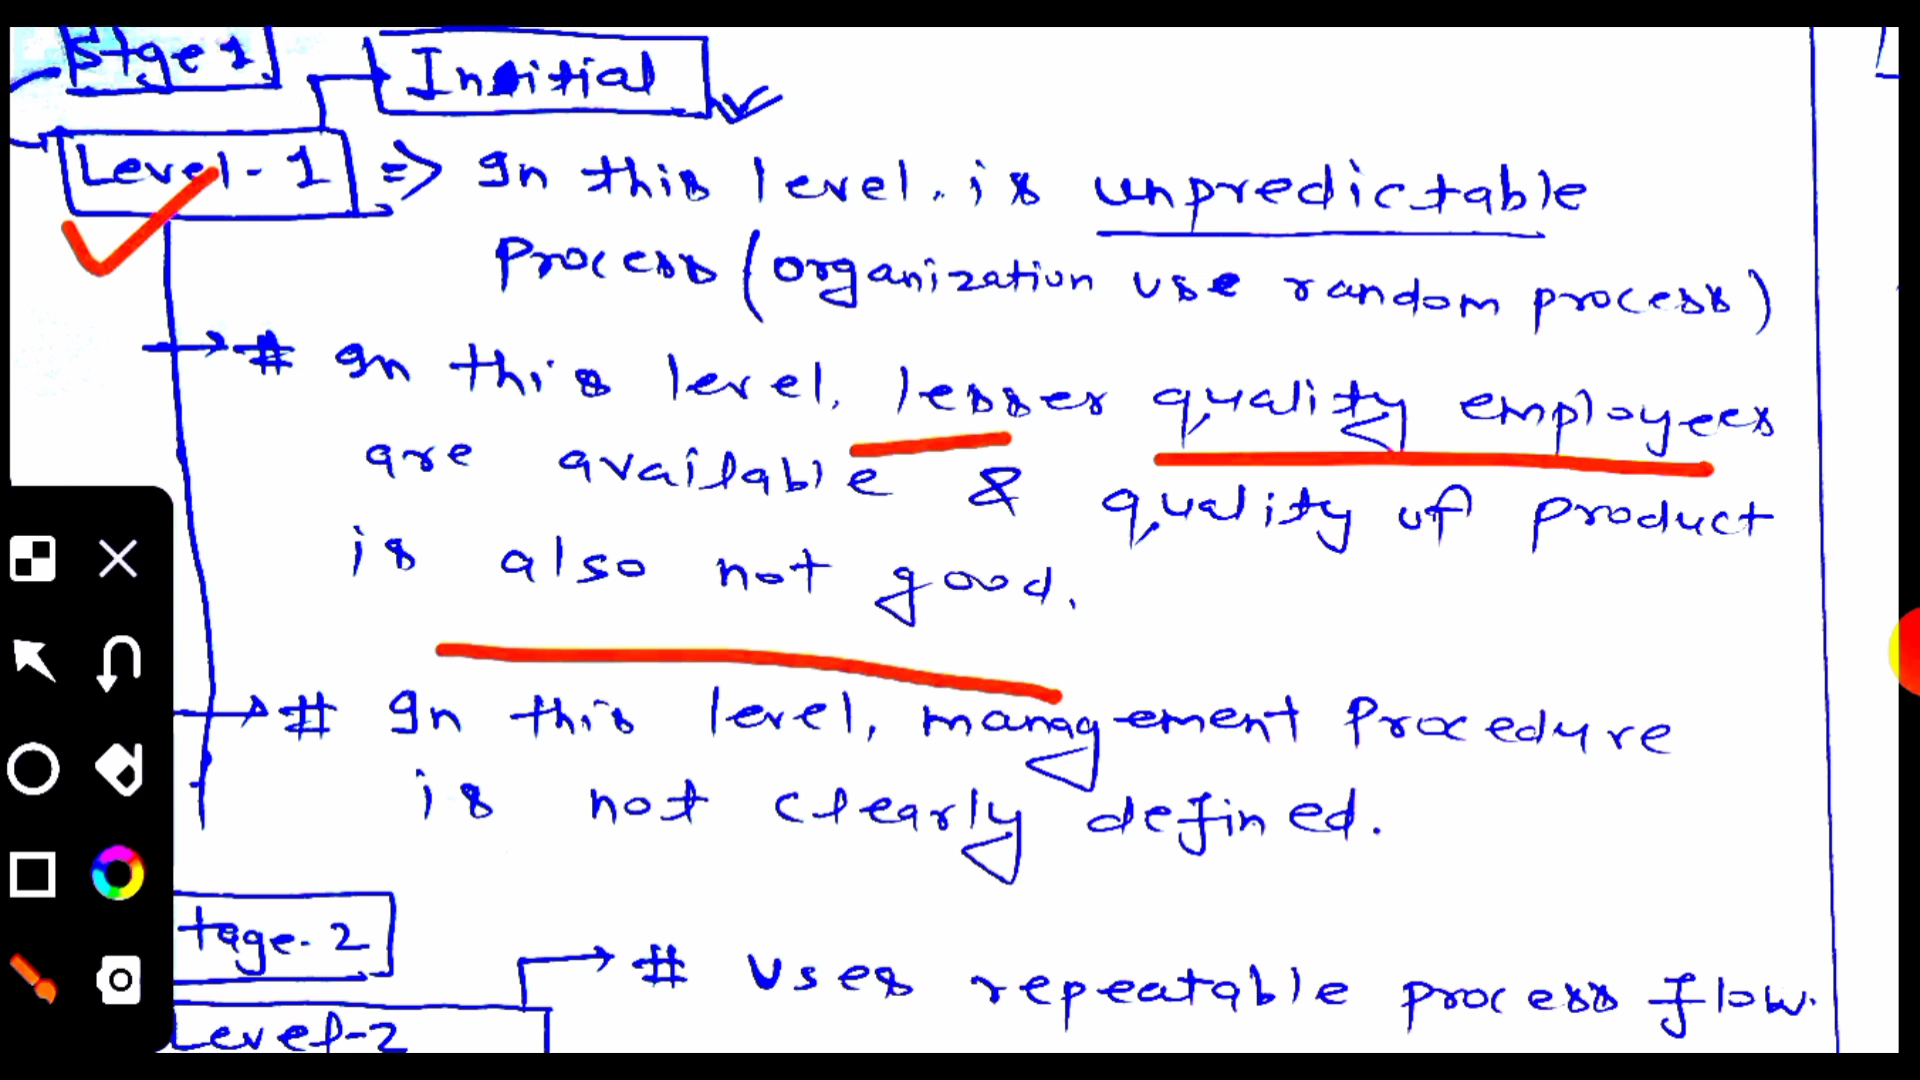 Stge 1
Initial
Level-1 => In this level. is unpredictable
Process (organization use random process)
# In this level, lesser quality employees
are available & quality of product
is also not good.
# In this level, management Procedure
is not clearly defined.
tage-2
# Uses repeatable process flow.
Level-2